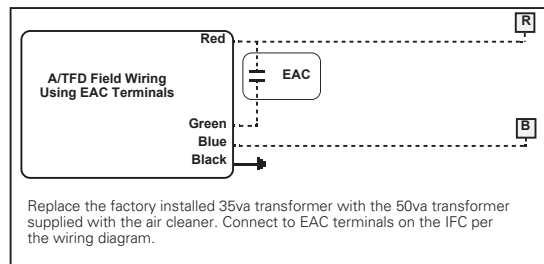 R
Red
A/TFD Field Wiring
Using EAC Terminals
EAC
Green
B
Blue
Black
Replace the factory installed 35va transformer with the 50va transformer
supplied with the air cleaner. Connect to EAC terminals on the IFC per
the wiring diagram.